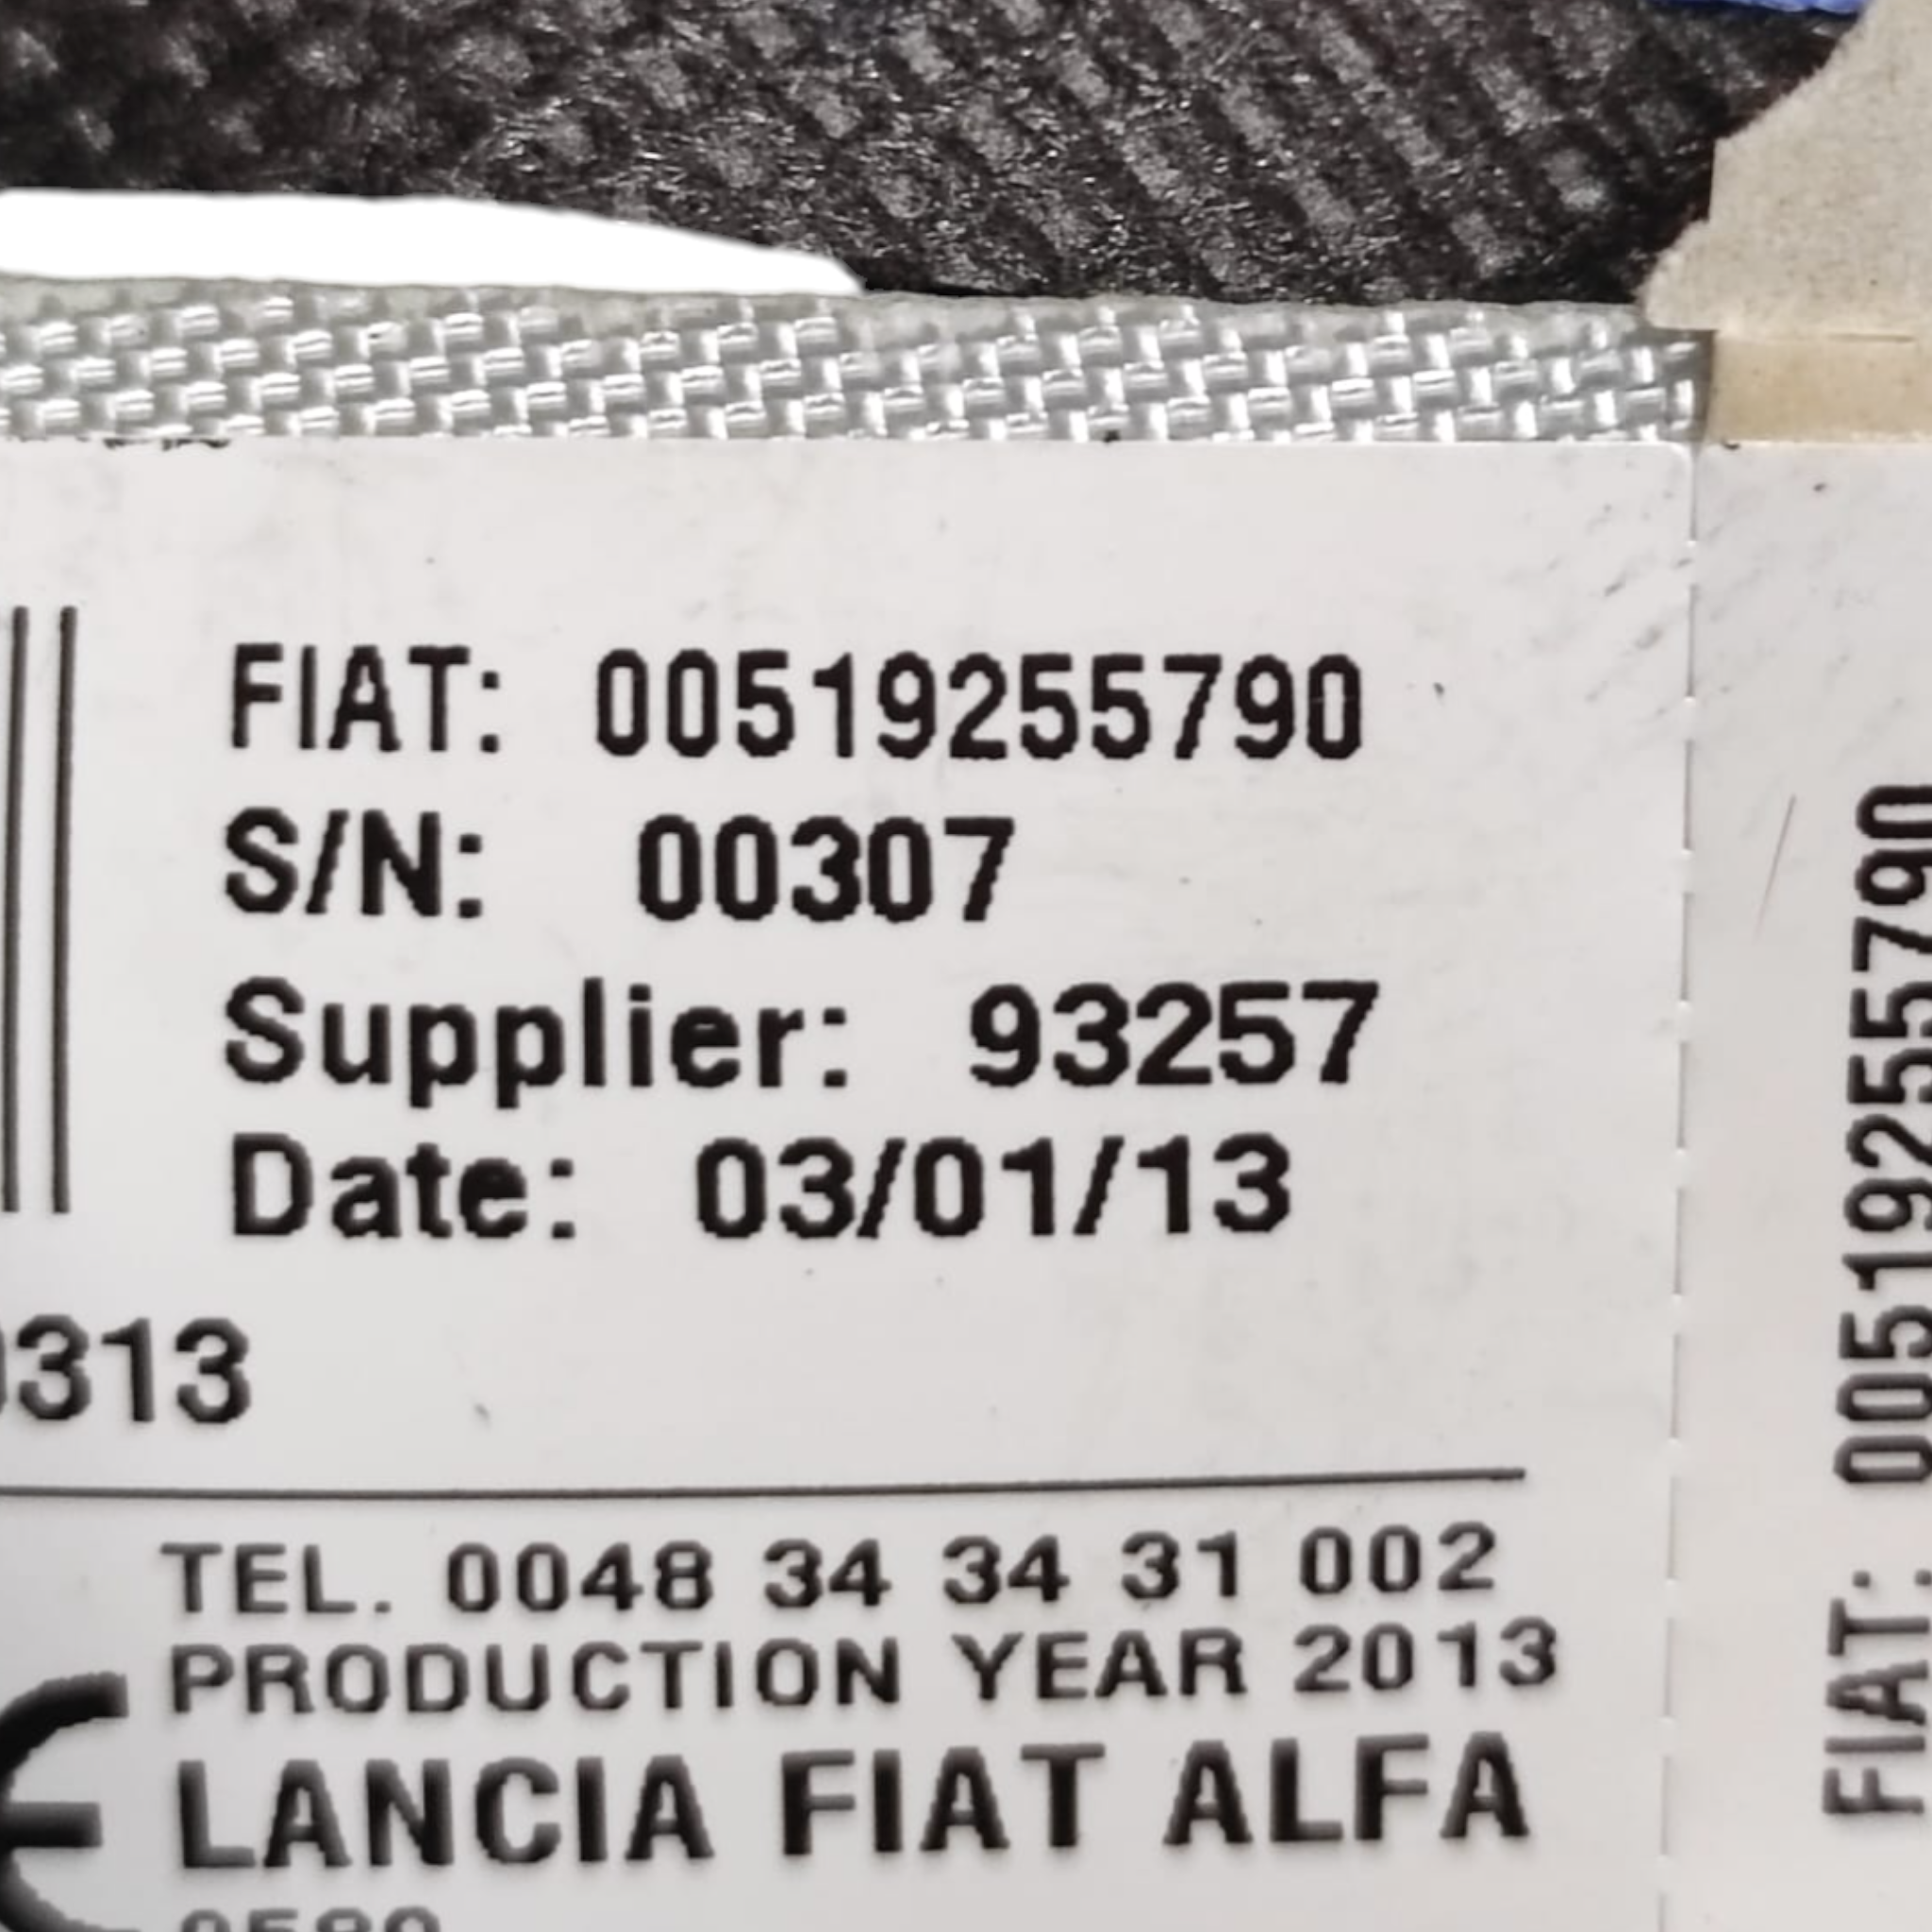 FIAT: 00519255790
S/N: 00307
Supplier: 93257
Date: 03/01/13
313
TEL. 0048 34 34 31 002
PRODUCTION YEAR 2013
LANCIA FIAT ALFA
FIAT: 00519255790